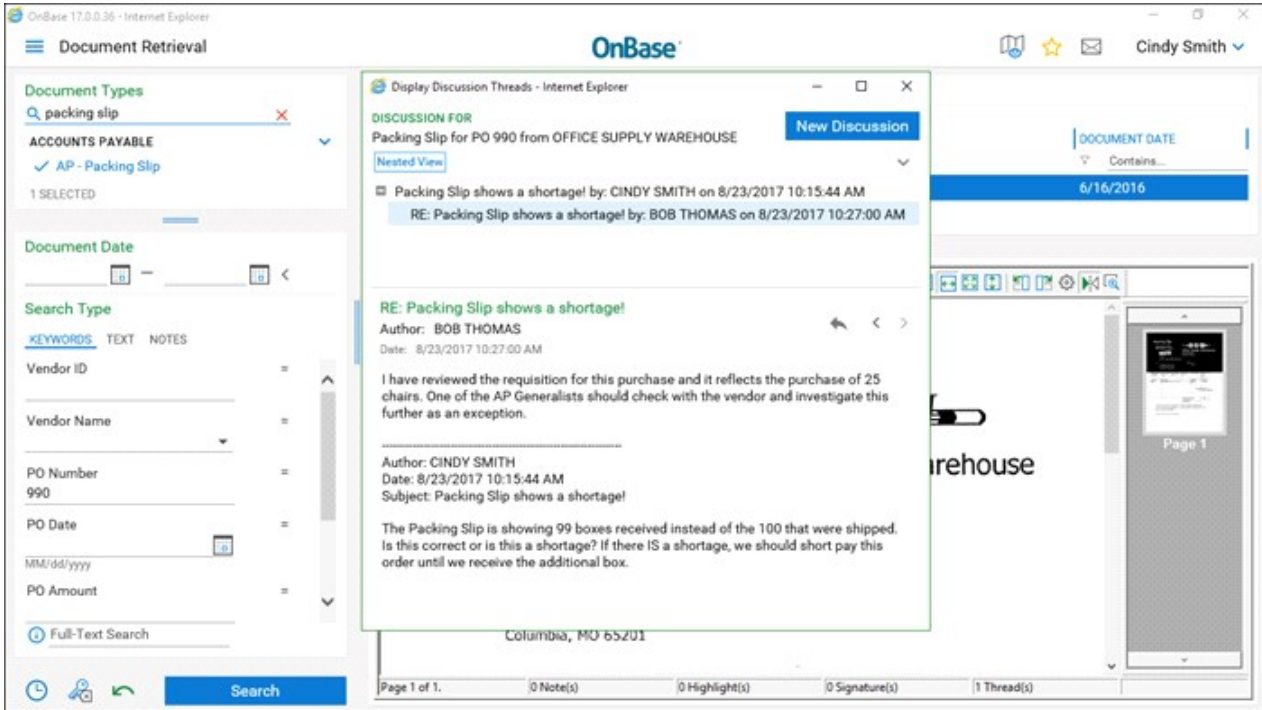 OnBase 17.0.0.36 - Internet Explorer
Document Retrieval
OnBase
Cindy Smith
Document Types
packing slip
ACCOUNTS PAYABLE
AP - Packing Slip
1 SELECTED
Document Date
Search Type
KEYWORDS TEXT NOTES
Vendor ID =
Vendor Name =
PO Number =
990
PO Date =
MM/dd/yyyy
PO Amount =
Full-Text Search
Search
Display Discussion Threads - Internet Explorer
DISCUSSION FOR
Packing Slip for PO 990 from OFFICE SUPPLY WAREHOUSE
New Discussion
Nested View
Packing Slip shows a shortage! by: CINDY SMITH on 8/23/2017 10:15:44 AM
RE: Packing Slip shows a shortage! by: BOB THOMAS on 8/23/2017 10:27:00 AM
RE: Packing Slip shows a shortage!
Author: BOB THOMAS
Date: 8/23/2017 10:27:00 AM
I have reviewed the requisition for this purchase and it reflects the purchase of 25
chairs. One of the AP Generalists should check with the vendor and investigate this
further as an exception.
Author: CINDY SMITH
Date: 8/23/2017 10:15:44 AM
Subject: Packing Slip shows a shortage!
The Packing Slip is showing 99 boxes received instead of the 100 that were shipped.
Is this correct or is this a shortage? If there IS a shortage, we should short pay this
order until we receive the additional box.
DOCUMENT DATE
Contains...
6/16/2016
rehouse
Page 1
Columbia, MO 65201
Page 1 of 1. 0 Note(s) 0 Highlight(s) 0 Signature(s) 1 Thread(s)